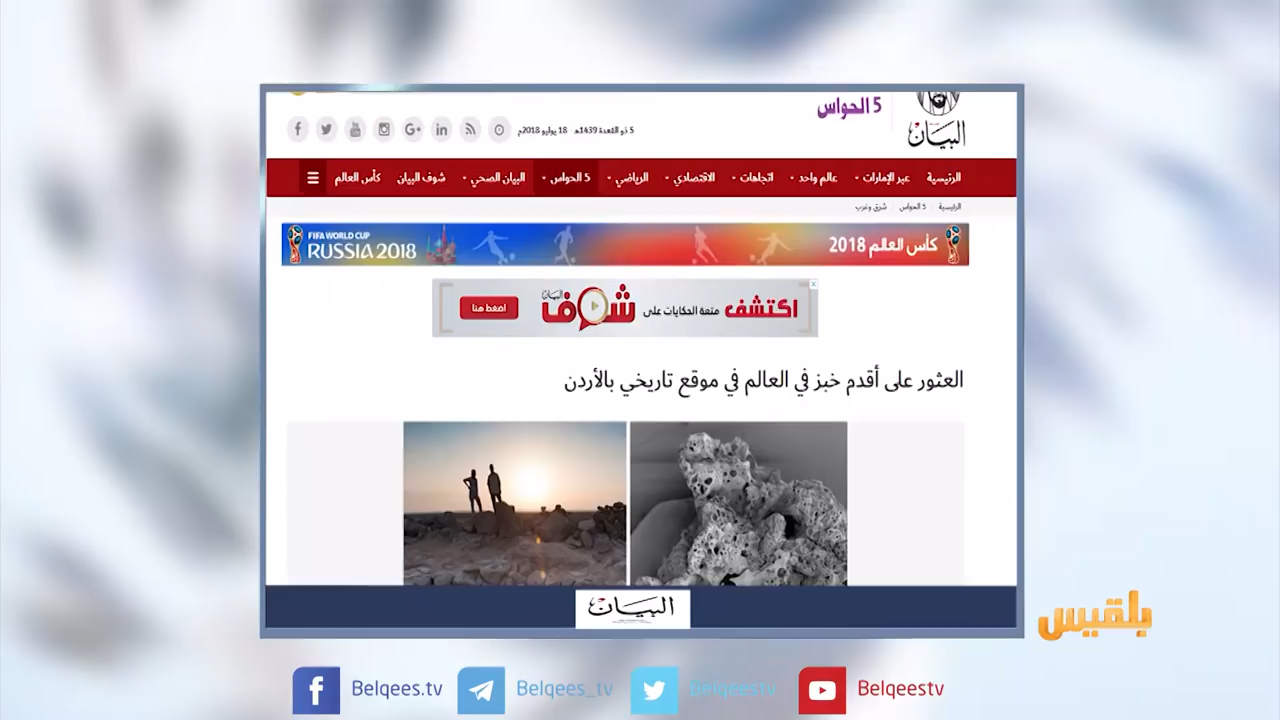 5 الحواس
البيان
5 ذو القعدة 1439هـ 18 يوليو 2018م
الرئيسية عبر الإمارات عالم واحد اتجاهات الاقتصادي الرياضي 5 الحواس البيان الصحي شوف البيان كأس العالم
الرئيسية 5 الحواس شرق وغرب
FIFA WORLD CUP
RUSSIA 2018
كأس العالم 2018
اكتشف متعة الحكايات على شوف البيان اضغط هنا
العثور على أقدم خبز في العالم في موقع تاريخي بالأردن
البيان
بلقيس
Belqees.tv Belqees_tv Belqeestv Belqeestv